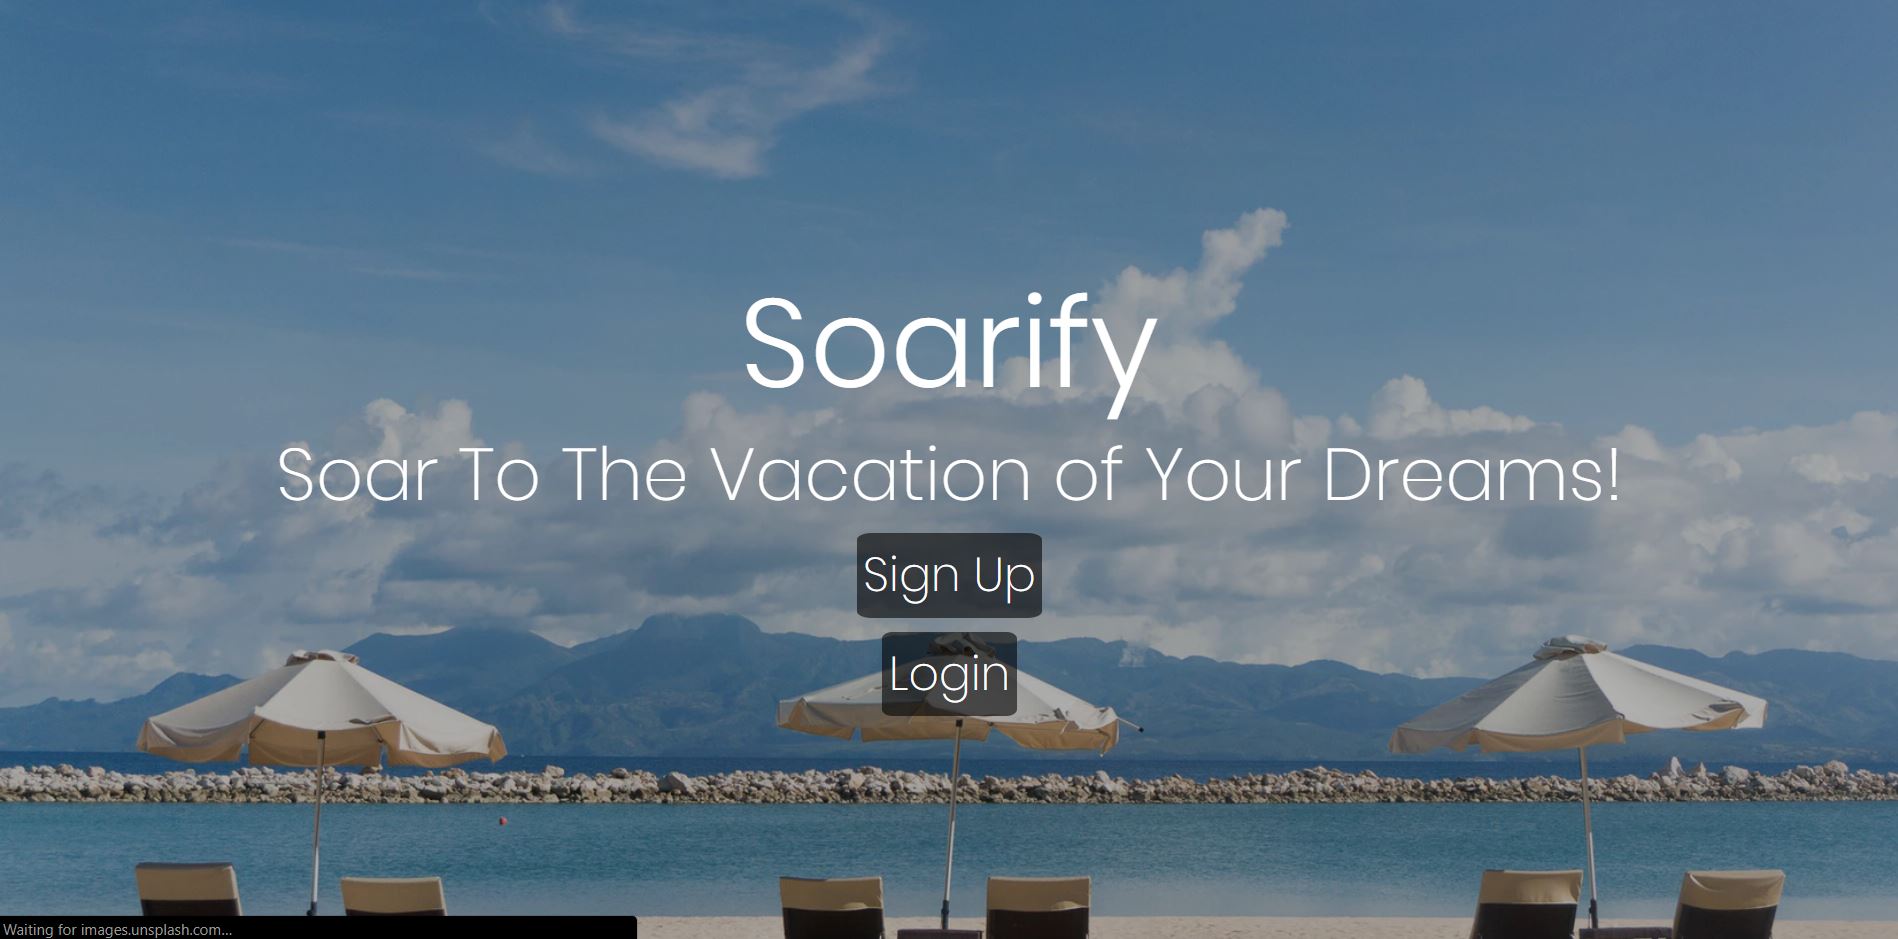 Soarify
Soar To The Vacation of Your Dreams!
Sign Up
Login
Waiting for images.unsplash.com...